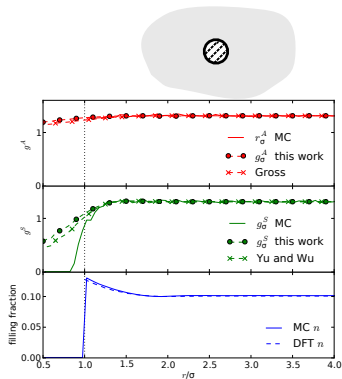 1
0
g^A
r_σ^A MC
g_σ^A this work
Gross
1
0
g^S
g_σ^S MC
g_σ^S this work
Yu and Wu
0.10
0.05
0.00
filling fraction
MC n
DFT n
0.5 1.0 1.5 2.0 2.5 3.0 3.5 4.0
r/σ